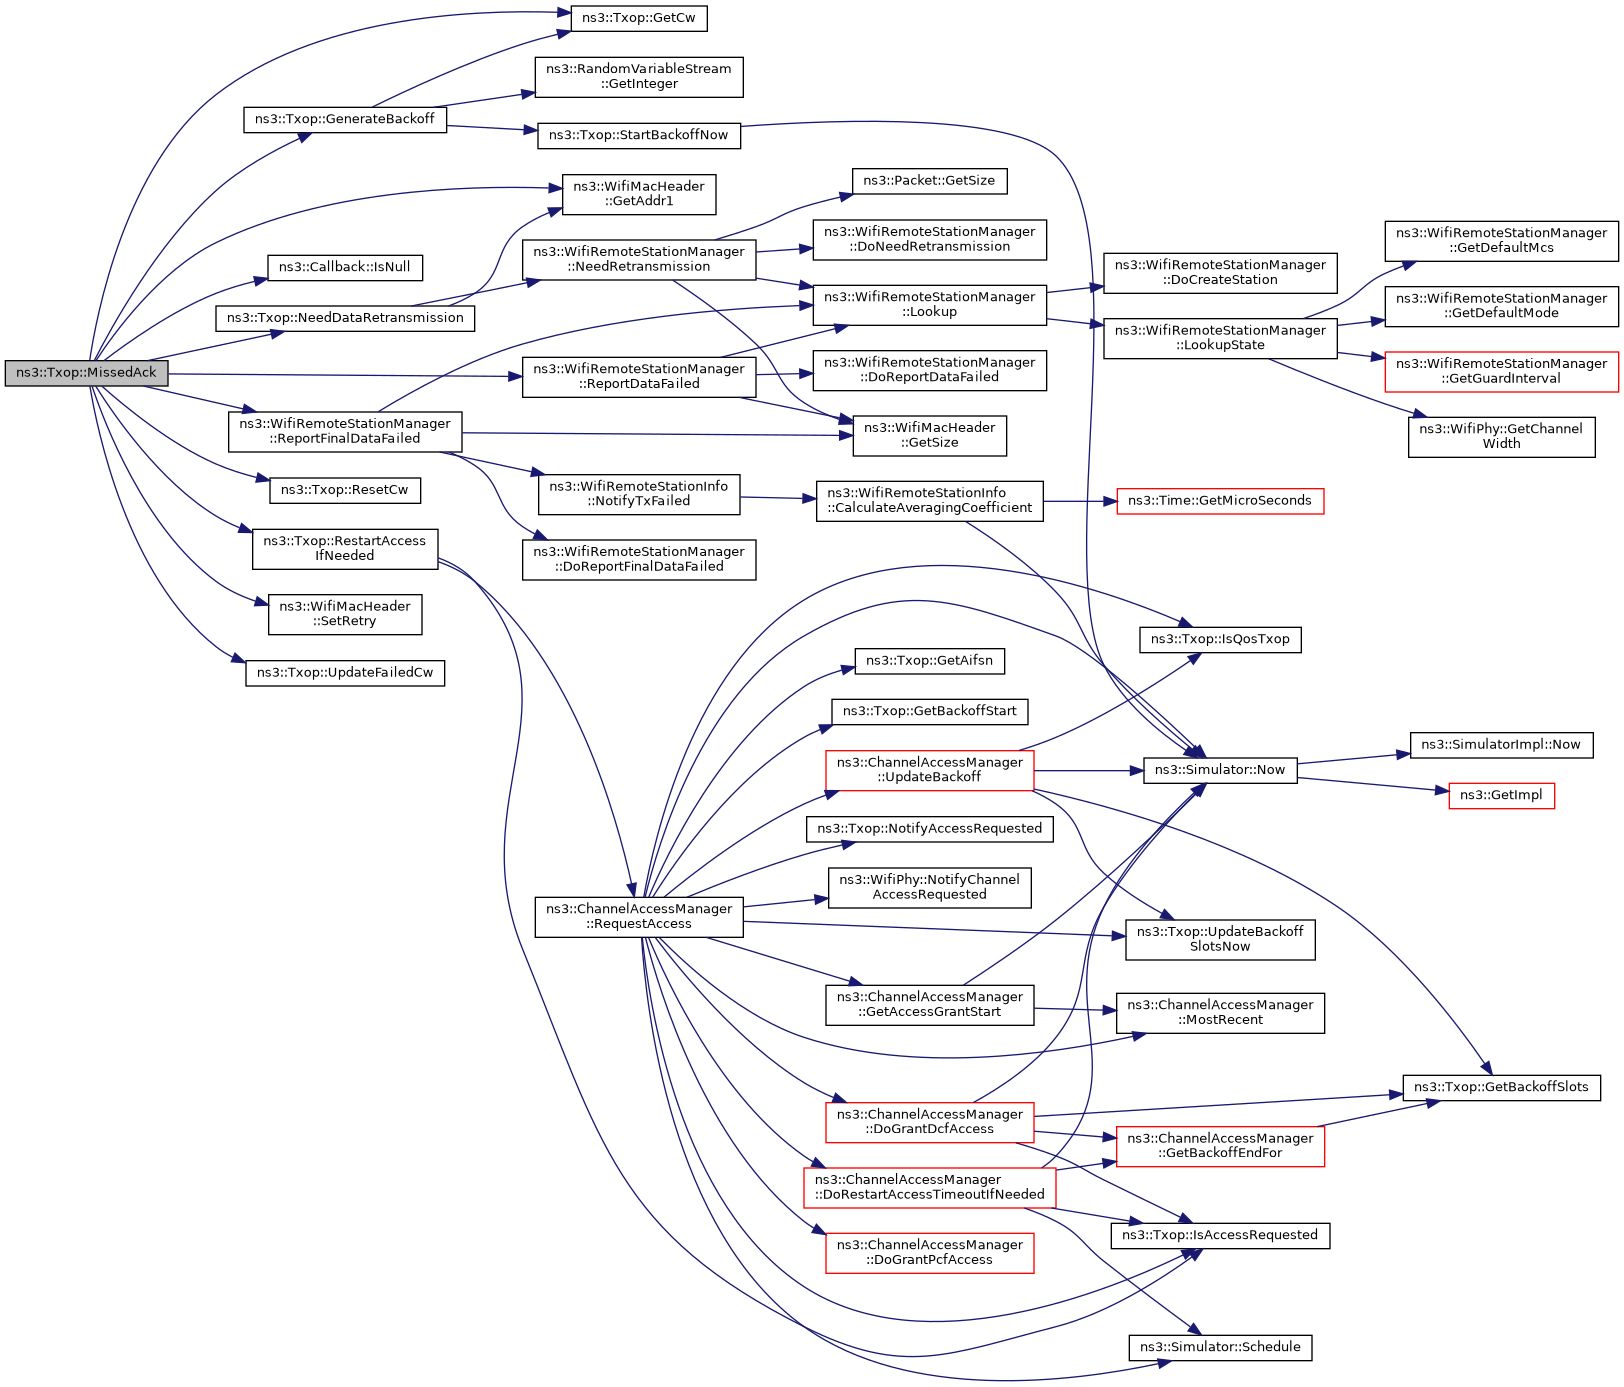 ns3::Txop::MissedAck
ns3::Txop::GetCw
ns3::Txop::GenerateBackoff
ns3::RandomVariableStream
::GetInteger
ns3::Txop::StartBackoffNow
ns3::WifiMacHeader
::GetAddr1
ns3::Callback::IsNull
ns3::Txop::NeedDataRetransmission
ns3::WifiRemoteStationManager
::NeedRetransmission
ns3::WifiRemoteStationManager
::ReportDataFailed
ns3::WifiRemoteStationManager
::ReportFinalDataFailed
ns3::Txop::ResetCw
ns3::Txop::RestartAccess
IfNeeded
ns3::WifiMacHeader
::SetRetry
ns3::Txop::UpdateFailedCw
ns3::Packet::GetSize
ns3::WifiRemoteStationManager
::DoNeedRetransmission
ns3::WifiRemoteStationManager
::Lookup
ns3::WifiRemoteStationManager
::DoReportDataFailed
ns3::WifiMacHeader
::GetSize
ns3::WifiRemoteStationInfo
::NotifyTxFailed
ns3::WifiRemoteStationManager
::DoReportFinalDataFailed
ns3::WifiRemoteStationInfo
::CalculateAveragingCoefficient
ns3::WifiRemoteStationManager
::DoCreateStation
ns3::WifiRemoteStationManager
::LookupState
ns3::WifiRemoteStationManager
::GetDefaultMcs
ns3::WifiRemoteStationManager
::GetDefaultMode
ns3::WifiRemoteStationManager
::GetGuardInterval
ns3::WifiPhy::GetChannel
Width
ns3::Time::GetMicroSeconds
ns3::ChannelAccessManager
::RequestAccess
ns3::Txop::IsQosTxop
ns3::Txop::GetAifsn
ns3::Txop::GetBackoffStart
ns3::ChannelAccessManager
::UpdateBackoff
ns3::Simulator::Now
ns3::SimulatorImpl::Now
ns3::GetImpl
ns3::Txop::NotifyAccessRequested
ns3::WifiPhy::NotifyChannel
AccessRequested
ns3::Txop::UpdateBackoff
SlotsNow
ns3::ChannelAccessManager
::GetAccessGrantStart
ns3::ChannelAccessManager
::MostRecent
ns3::ChannelAccessManager
::DoGrantDcfAccess
ns3::Txop::GetBackoffSlots
ns3::ChannelAccessManager
::GetBackoffEndFor
ns3::ChannelAccessManager
::DoRestartAccessTimeoutIfNeeded
ns3::Txop::IsAccessRequested
ns3::ChannelAccessManager
::DoGrantPcfAccess
ns3::Simulator::Schedule